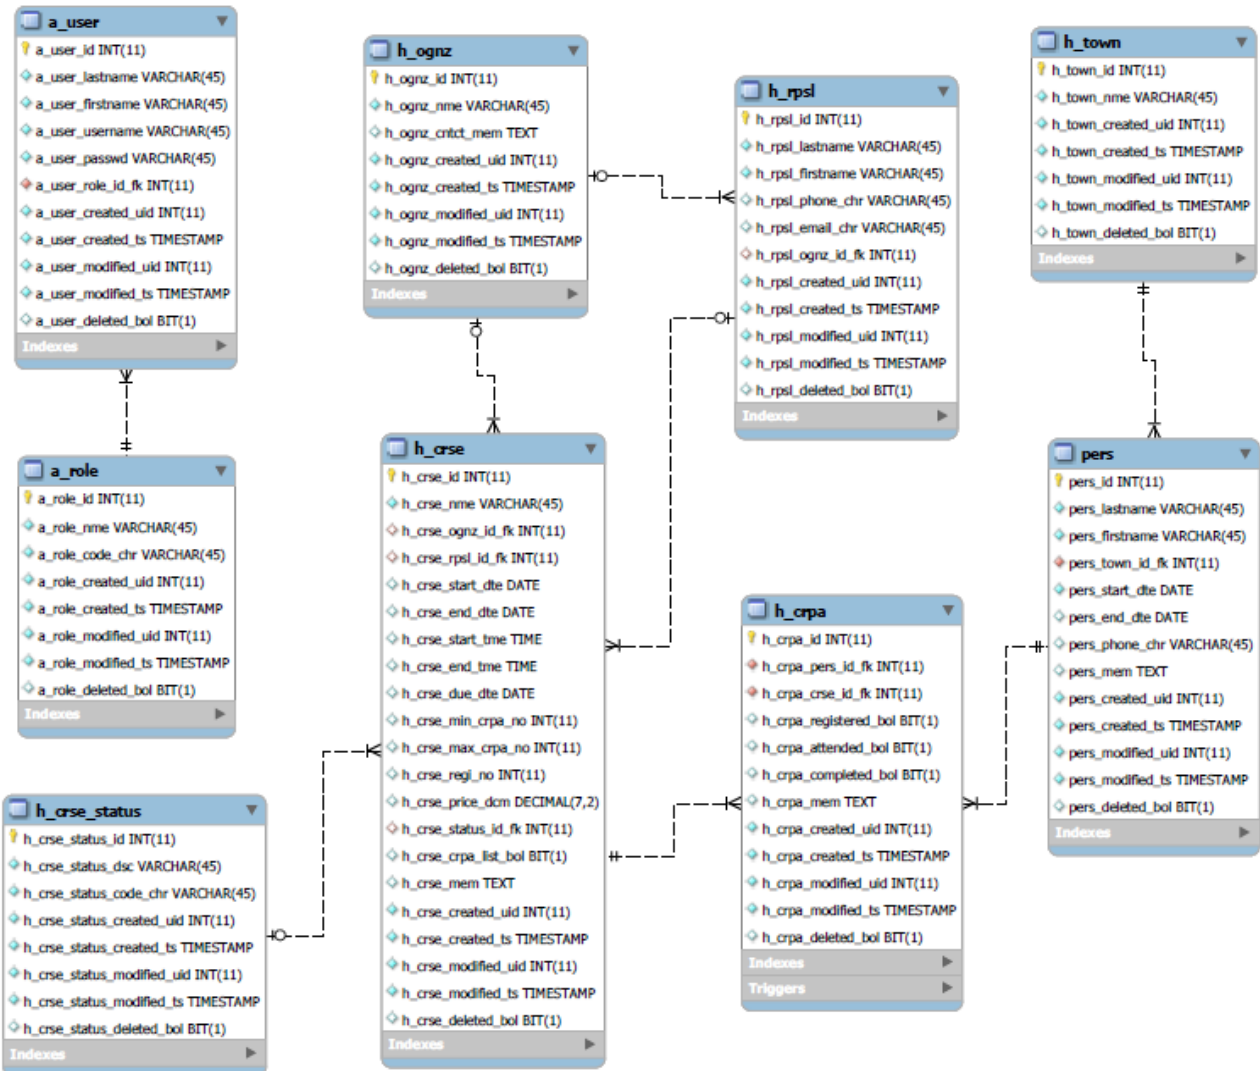 a_user
a_user_id INT(11)
a_user_lastname VARCHAR(45)
a_user_firstname VARCHAR(45)
a_user_username VARCHAR(45)
a_user_passwd VARCHAR(45)
a_user_role_id_fk INT(11)
a_user_created_uid INT(11)
a_user_created_ts TIMESTAMP
a_user_modified_uid INT(11)
a_user_modified_ts TIMESTAMP
a_user_deleted_bol BIT(1)
Indexes
a_role
a_role_id INT(11)
a_role_nme VARCHAR(45)
a_role_code_chr VARCHAR(45)
a_role_created_uid INT(11)
a_role_created_ts TIMESTAMP
a_role_modified_uid INT(11)
a_role_modified_ts TIMESTAMP
a_role_deleted_bol BIT(1)
Indexes
h_crse_status
h_crse_status_id INT(11)
h_crse_status_dsc VARCHAR(45)
h_crse_status_code_chr VARCHAR(45)
h_crse_status_created_uid INT(11)
h_crse_status_created_ts TIMESTAMP
h_crse_status_modified_uid INT(11)
h_crse_status_modified_ts TIMESTAMP
h_crse_status_deleted_bol BIT(1)
Indexes
h_ognz
h_ognz_id INT(11)
h_ognz_nme VARCHAR(45)
h_ognz_cntct_mem TEXT
h_ognz_created_uid INT(11)
h_ognz_created_ts TIMESTAMP
h_ognz_modified_uid INT(11)
h_ognz_modified_ts TIMESTAMP
h_ognz_deleted_bol BIT(1)
Indexes
h_crse
h_crse_id INT(11)
h_crse_nme VARCHAR(45)
h_crse_ognz_id_fk INT(11)
h_crse_rpsl_id_fk INT(11)
h_crse_start_dte DATE
h_crse_end_dte DATE
h_crse_start_tme TIME
h_crse_end_tme TIME
h_crse_due_dte DATE
h_crse_min_crpa_no INT(11)
h_crse_max_crpa_no INT(11)
h_crse_regi_no INT(11)
h_crse_price_dcm DECIMAL(7,2)
h_crse_status_id_fk INT(11)
h_crse_crpa_list_bol BIT(1)
h_crse_mem TEXT
h_crse_created_uid INT(11)
h_crse_created_ts TIMESTAMP
h_crse_modified_uid INT(11)
h_crse_modified_ts TIMESTAMP
h_crse_deleted_bol BIT(1)
Indexes
h_rpsl
h_rpsl_id INT(11)
h_rpsl_lastname VARCHAR(45)
h_rpsl_firstname VARCHAR(45)
h_rpsl_phone_chr VARCHAR(45)
h_rpsl_email_chr VARCHAR(45)
h_rpsl_ognz_id_fk INT(11)
h_rpsl_created_uid INT(11)
h_rpsl_created_ts TIMESTAMP
h_rpsl_modified_uid INT(11)
h_rpsl_modified_ts TIMESTAMP
h_rpsl_deleted_bol BIT(1)
Indexes
h_crpa
h_crpa_id INT(11)
h_crpa_pers_id_fk INT(11)
h_crpa_crse_id_fk INT(11)
h_crpa_registered_bol BIT(1)
h_crpa_attended_bol BIT(1)
h_crpa_completed_bol BIT(1)
h_crpa_mem TEXT
h_crpa_created_uid INT(11)
h_crpa_created_ts TIMESTAMP
h_crpa_modified_uid INT(11)
h_crpa_modified_ts TIMESTAMP
h_crpa_deleted_bol BIT(1)
Indexes
Triggers
h_town
h_town_id INT(11)
h_town_nme VARCHAR(45)
h_town_created_uid INT(11)
h_town_created_ts TIMESTAMP
h_town_modified_uid INT(11)
h_town_modified_ts TIMESTAMP
h_town_deleted_bol BIT(1)
Indexes
pers
pers_id INT(11)
pers_lastname VARCHAR(45)
pers_firstname VARCHAR(45)
pers_town_id_fk INT(11)
pers_start_dte DATE
pers_end_dte DATE
pers_phone_chr VARCHAR(45)
pers_mem TEXT
pers_created_uid INT(11)
pers_created_ts TIMESTAMP
pers_modified_uid INT(11)
pers_modified_ts TIMESTAMP
pers_deleted_bol BIT(1)
Indexes